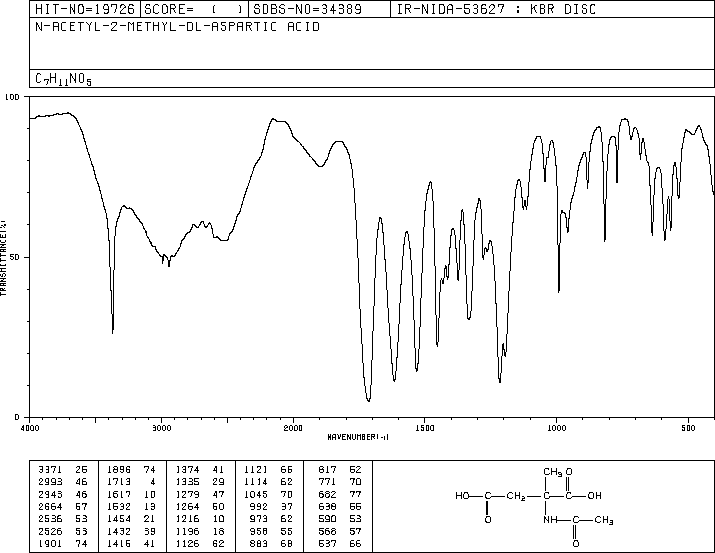 HIT-NO=19726 SCORE= ( ) SDBS-NO=34389 IR-NIDA-53627 : KBR DISC
N-ACETYL-2-METHYL-DL-ASPARTIC ACID
C7H11NO5
100
50
0
TRANSMITTANCE(%)
4000 3000 2000 1500 1000 500
WAVENUMBER(-1)
3371 26 1896 74 1374 41 1121 66 817 52
2993 46 1713 4 1335 29 1114 62 771 70
2943 46 1617 10 1279 47 1045 70 682 77
2664 57 1532 13 1264 50 992 37 638 55
2536 53 1454 21 1216 10 973 62 590 53
2526 53 1432 39 1196 18 958 55 568 57
1901 74 1416 41 1126 62 883 68 537 66
CH3 O
HO C CH2 C C OH
O NH C CH3
O